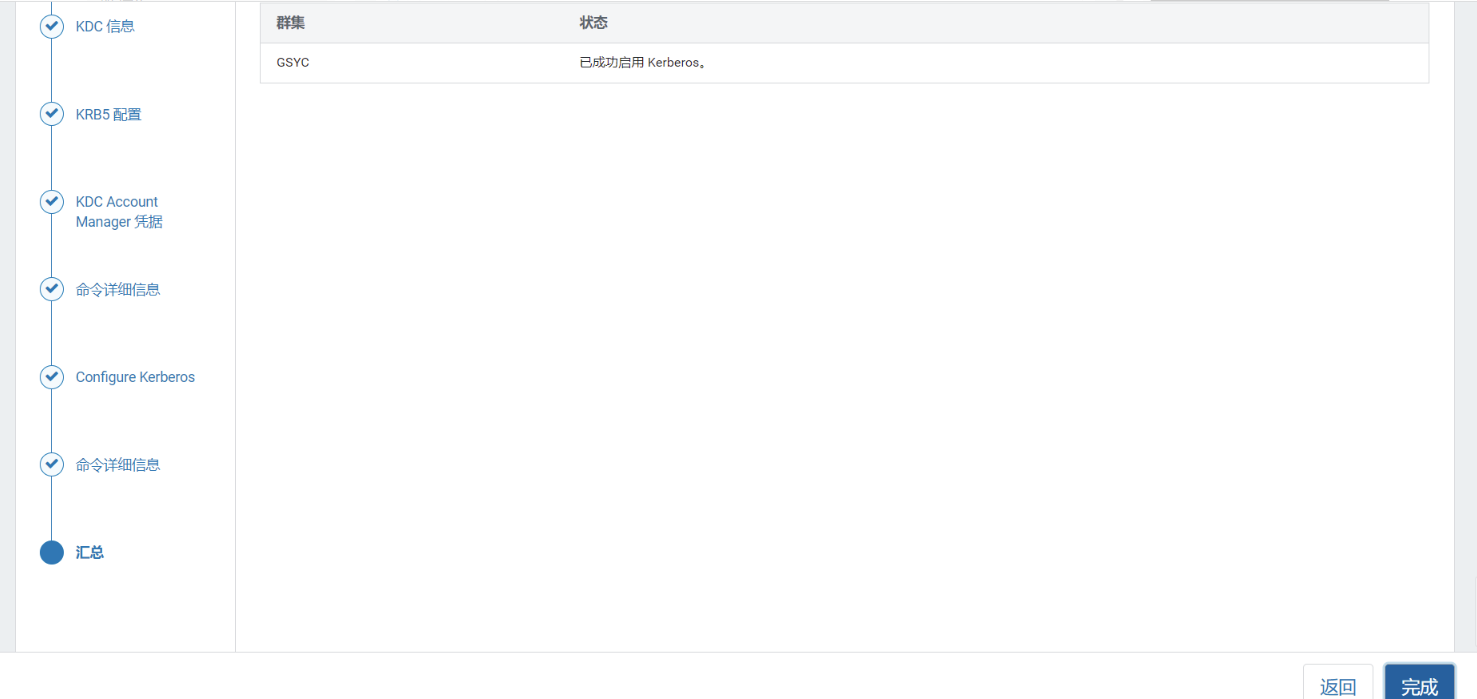 KDC 信息
KRB5 配置
KDC Account
Manager 凭据
命令详细信息
Configure Kerberos
命令详细信息
汇总
群集 状态
GSYC 已成功启用 Kerberos。
返回 完成